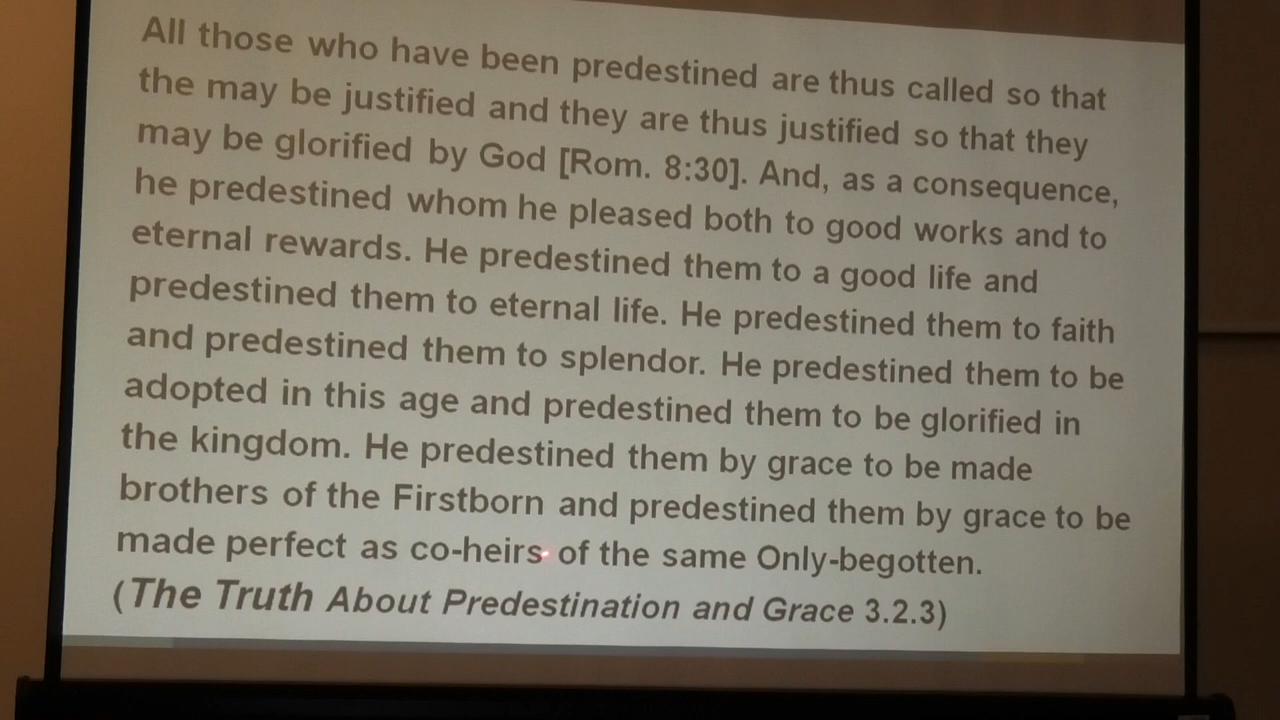 All those who have been predestined are thus called so that
the may be justified and they are thus justified so that they
may be glorified by God [Rom. 8:30]. And, as a consequence,
he predestined whom he pleased both to good works and to
eternal rewards. He predestined them to a good life and
predestined them to eternal life. He predestined them to faith
and predestined them to splendor. He predestined them to be
adopted in this age and predestined them to be glorified in
the kingdom. He predestined them by grace to be made
brothers of the Firstborn and predestined them by grace to be
made perfect as co-heirs of the same Only-begotten.
(The Truth About Predestination and Grace 3.2.3)